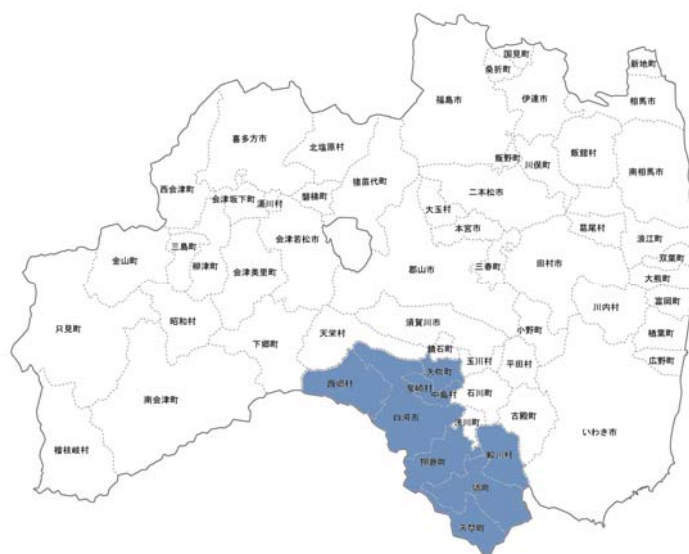 国見町
桑折町
新地町
福島市
伊達市
相馬市
喜多方市
北塩原村
飯野町
川俣町
飯舘村
南相馬市
猪苗代町
西会津町
会津坂下町
湯川村
磐梯町
二本松市
大玉村
本宮市
葛尾村
浪江町
双葉町
三島町
会津若松市
金山町
柳津町
会津美里町
郡山市
三春町
田村市
大熊町
富岡町
川内村
只見町
昭和村
下郷町
天栄村
須賀川市
小野町
楢葉町
鏡石町
玉川村
平田村
広野町
西郷村
矢吹町
泉崎村
中島村
石川町
南会津町
白河市
浅川町
古殿町
いわき市
檜枝岐村
棚倉町
鮫川村
塙町
矢祭町